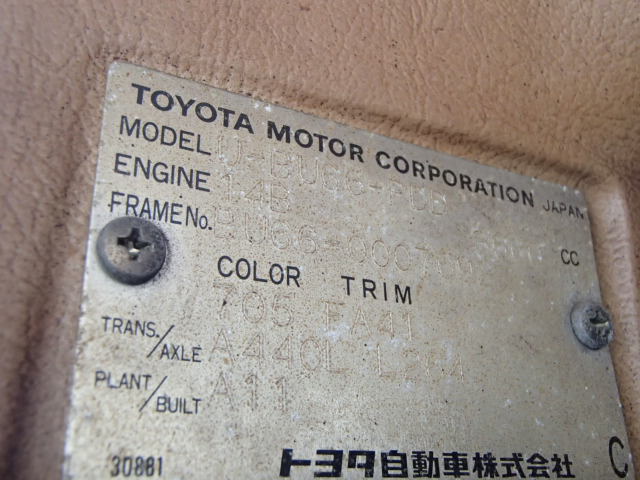 TOYOTA MOTOR CORPORATION JAPAN
MODEL
ENGINE 14B CC
FRAME No.
COLOR TRIM
705 FA41
TRANS./AXLE A440L
PLANT/BUILT A11
30881
トヨタ自動車株式会社 C